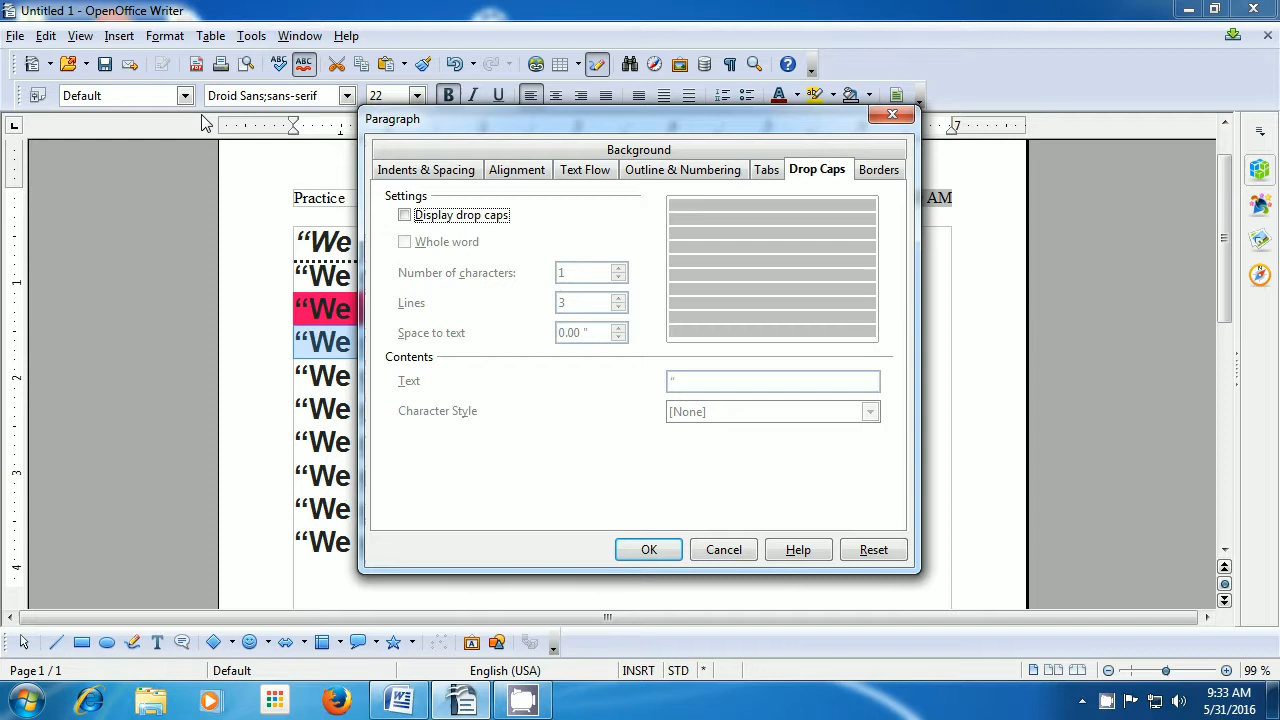 Untitled 1 - OpenOffice Writer
File Edit View Insert Format Table Tools Window Help
Default Droid Sans;sans-serif 22
Paragraph
Background
Indents & Spacing Alignment Text Flow Outline & Numbering Tabs Drop Caps Borders
Practice AM
Settings
Display drop caps
Whole word
Number of characters: 1
Lines 3
Space to text 0.00 "
Contents
Text “
Character Style [None]
OK Cancel Help Reset
“We
“We
“We
“We
“We
“We
“We
“We
“We
“We
Page 1 / 1 Default English (USA) INSRT STD * 99 %
9:33 AM
5/31/2016